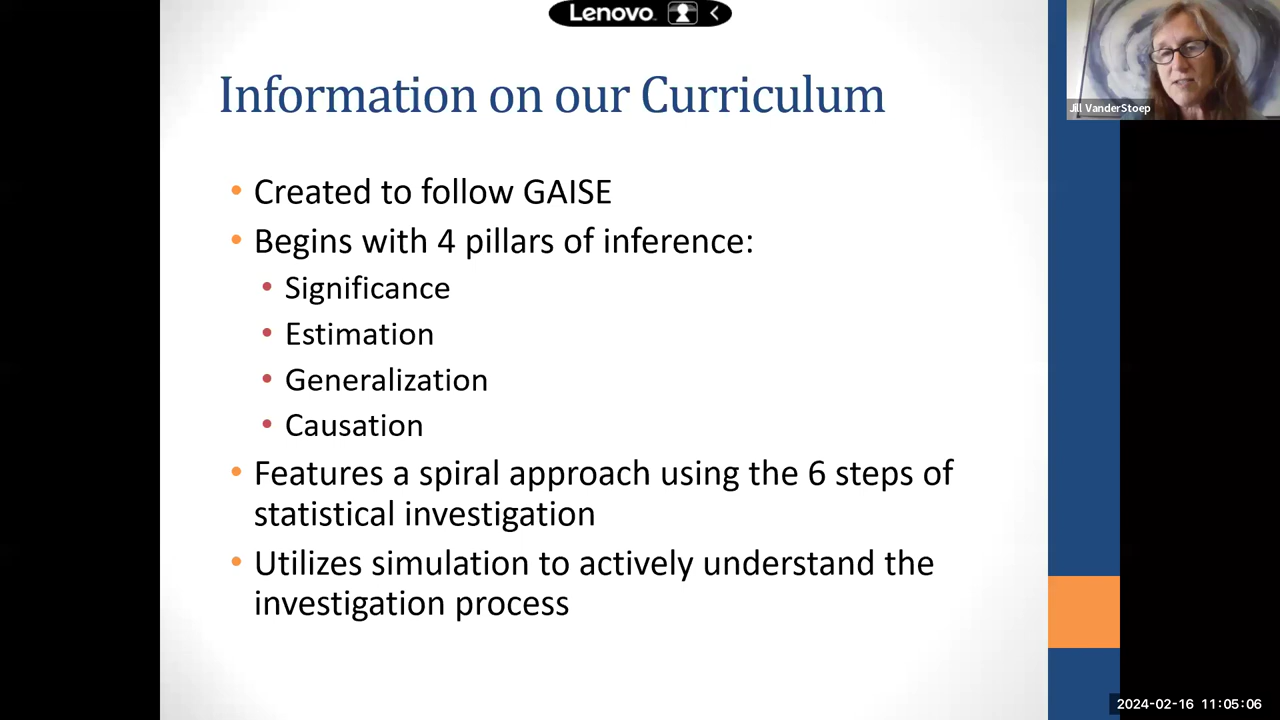 Lenovo
Information on our Curriculum
Jill VanderStoep
• Created to follow GAISE
• Begins with 4 pillars of inference:
• Significance
• Estimation
• Generalization
• Causation
• Features a spiral approach using the 6 steps of
statistical investigation
• Utilizes simulation to actively understand the
investigation process
2024-02-16 11:05:06